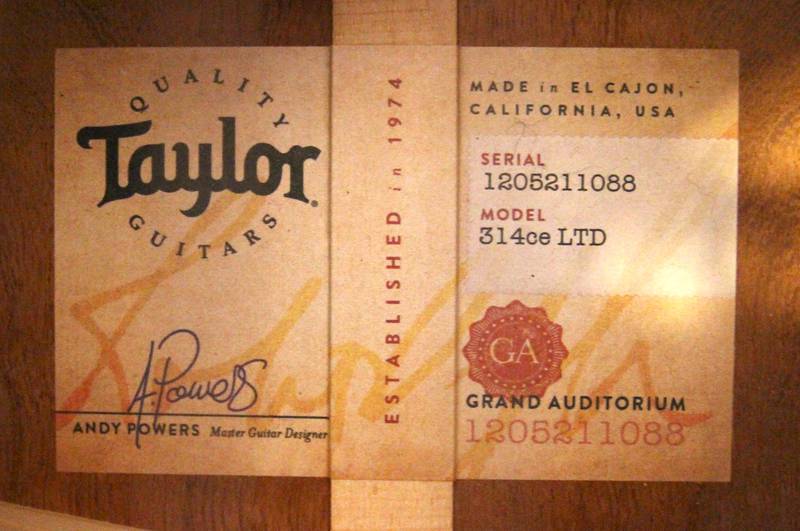 QUALITY
Taylor
GUITARS
A. Powers
ANDY POWERS Master Guitar Designer
ESTABLISHED in 1974
MADE in EL CAJON,
CALIFORNIA, USA
SERIAL
1205211088
MODEL
314ce LTD
GA
GRAND AUDITORIUM
1205211088